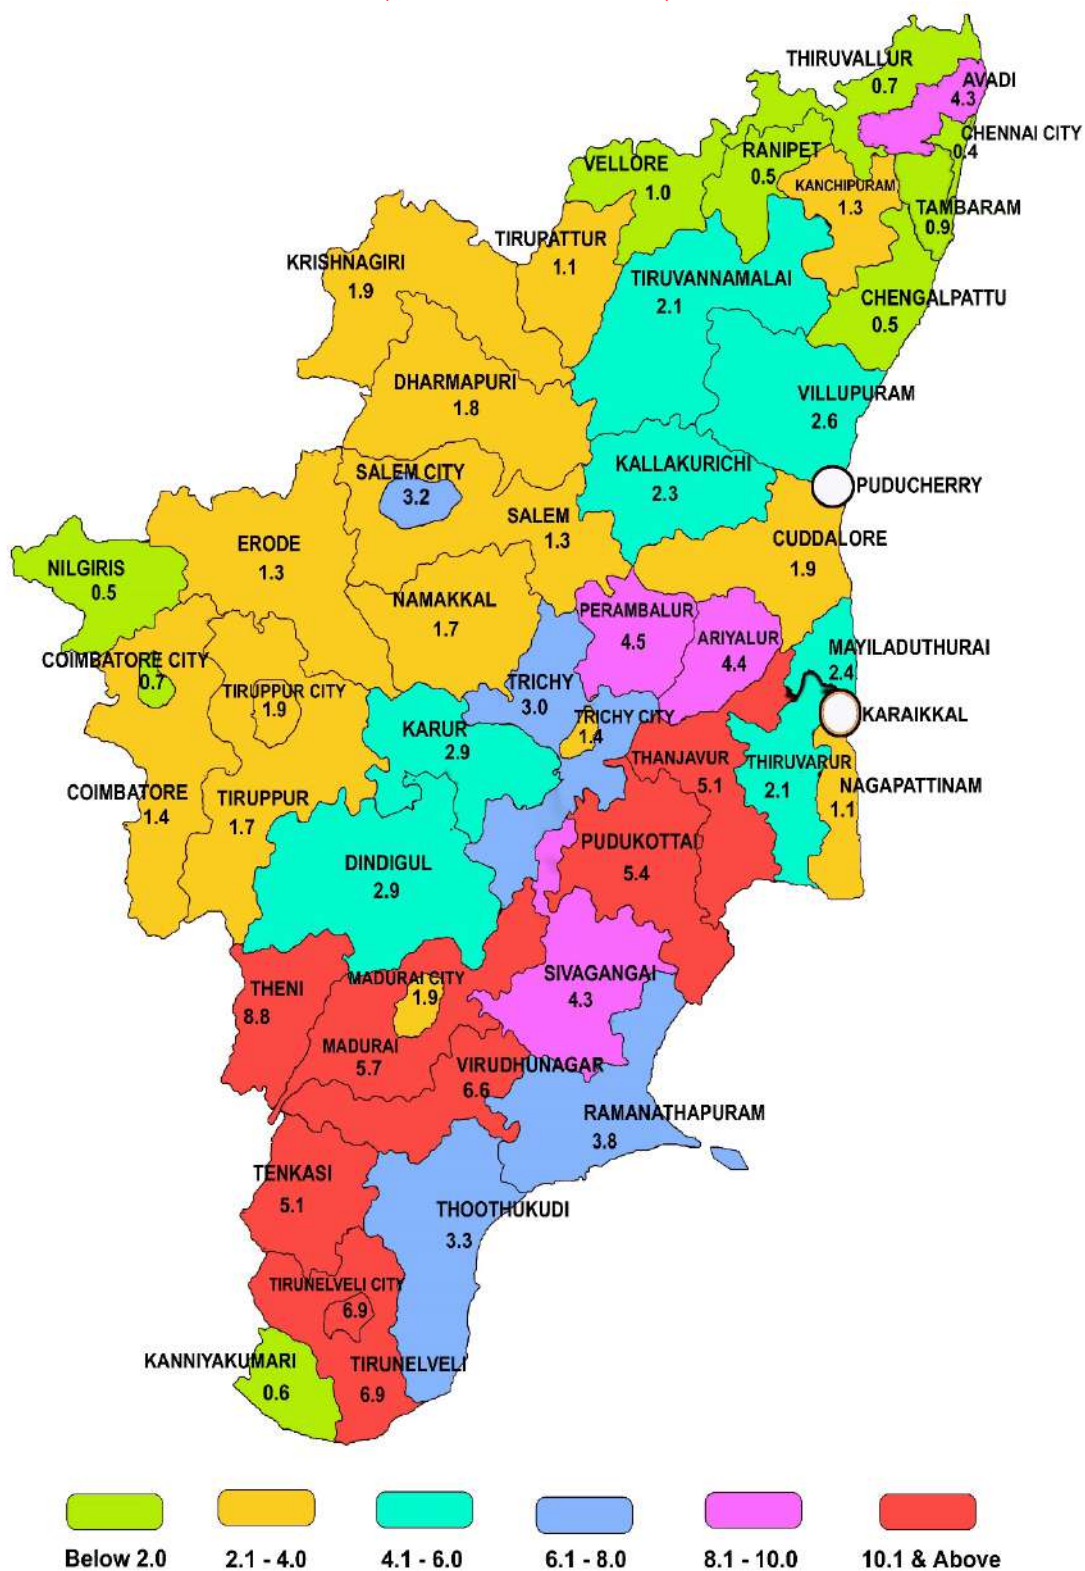 THIRUVALLUR
0.7
AVADI
4.3
CHENNAI CITY
0.4
VELLORE
1.0
RANIPET
0.5
KANCHIPURAM
1.3
TAMBARAM
0.9
KRISHNAGIRI
1.9
TIRUPATTUR
1.1
TIRUVANNAMALAI
2.1
CHENGALPATTU
0.5
DHARMAPURI
1.8
VILLUPURAM
2.6
SALEM CITY
3.2
KALLAKURICHI
2.3
PUDUCHERRY
SALEM
1.3
CUDDALORE
1.9
ERODE
1.3
NILGIRIS
0.5
NAMAKKAL
1.7
PERAMBALUR
4.5
ARIYALUR
4.4
MAYILADUTHURAI
2.4
COIMBATORE CITY
0.7
TIRUPPUR CITY
1.9
TRICHY
3.0
TRICHY CITY
1.4
KARAIKKAL
KARUR
2.9
THANJAVUR
5.1
THIRUVARUR
2.1
NAGAPATTINAM
1.1
COIMBATORE
1.4
TIRUPPUR
1.7
DINDIGUL
2.9
PUDUKOTTAI
5.4
THENI
8.8
MADURAI CITY
1.9
SIVAGANGAI
4.3
MADURAI
5.7
VIRUDHUNAGAR
6.6
RAMANATHAPURAM
3.8
TENKASI
5.1
THOOTHUKUDI
3.3
TIRUNELVELI CITY
6.9
KANNIYAKUMARI
0.6
TIRUNELVELI
6.9
Below 2.0
2.1 - 4.0
4.1 - 6.0
6.1 - 8.0
8.1 - 10.0
10.1 & Above